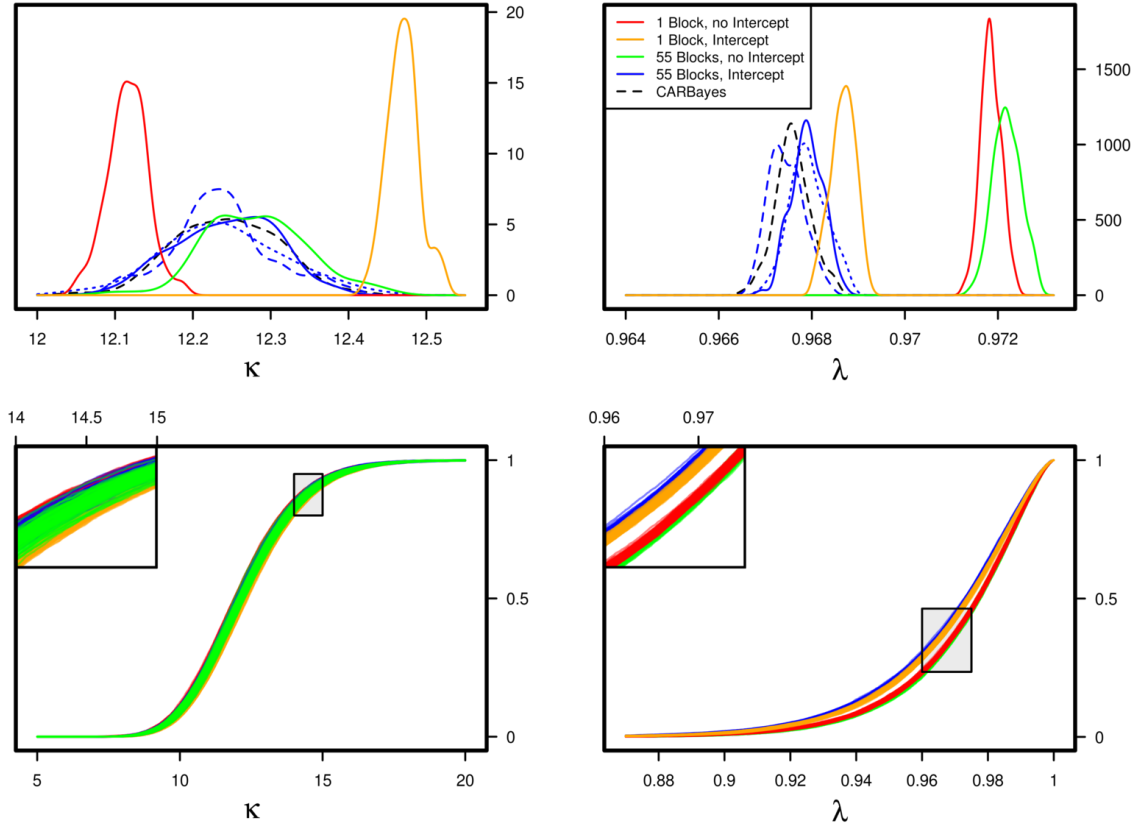 20
15
10
5
0
12 12.1 12.2 12.3 12.4 12.5
κ
1 Block, no Intercept
1 Block, Intercept
55 Blocks, no Intercept
55 Blocks, Intercept
CARBayes
1500
1000
500
0
0.964 0.966 0.968 0.97 0.972
λ
14 14.5 15
1
0.5
0
5 10 15 20
κ
0.96 0.97
1
0.5
0
0.88 0.9 0.92 0.94 0.96 0.98 1
λ